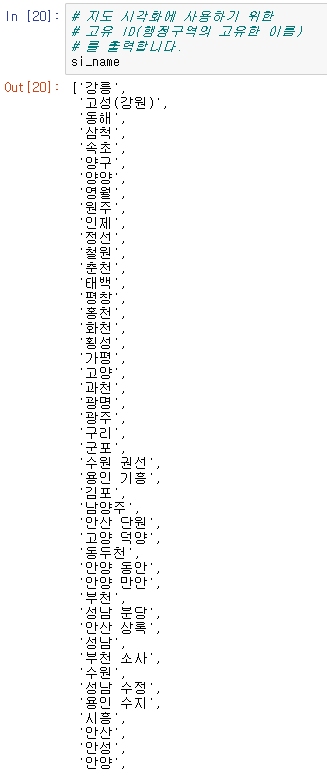 In [20]: # 지도 시각화에 사용하기 위한
# 고유 ID(행정구역의 고유한 이름)
# 를 출력합니다.
si_name
Out[20]: ['강릉',
'고성(강원)',
'동해',
'삼척',
'속초',
'양구',
'양양',
'영월',
'원주',
'인제',
'정선',
'철원',
'춘천',
'태백',
'평창',
'홍천',
'화천',
'횡성',
'가평',
'고양',
'과천',
'광명',
'광주',
'구리',
'군포',
'수원 권선',
'용인 기흥',
'김포',
'남양주',
'안산 단원',
'고양 덕양',
'동두천',
'안양 동안',
'안양 만안',
'부천',
'성남 분당',
'안산 상록',
'성남',
'부천 소사',
'수원',
'성남 수정',
'용인 수지',
'시흥',
'안산',
'안성',
'안양',